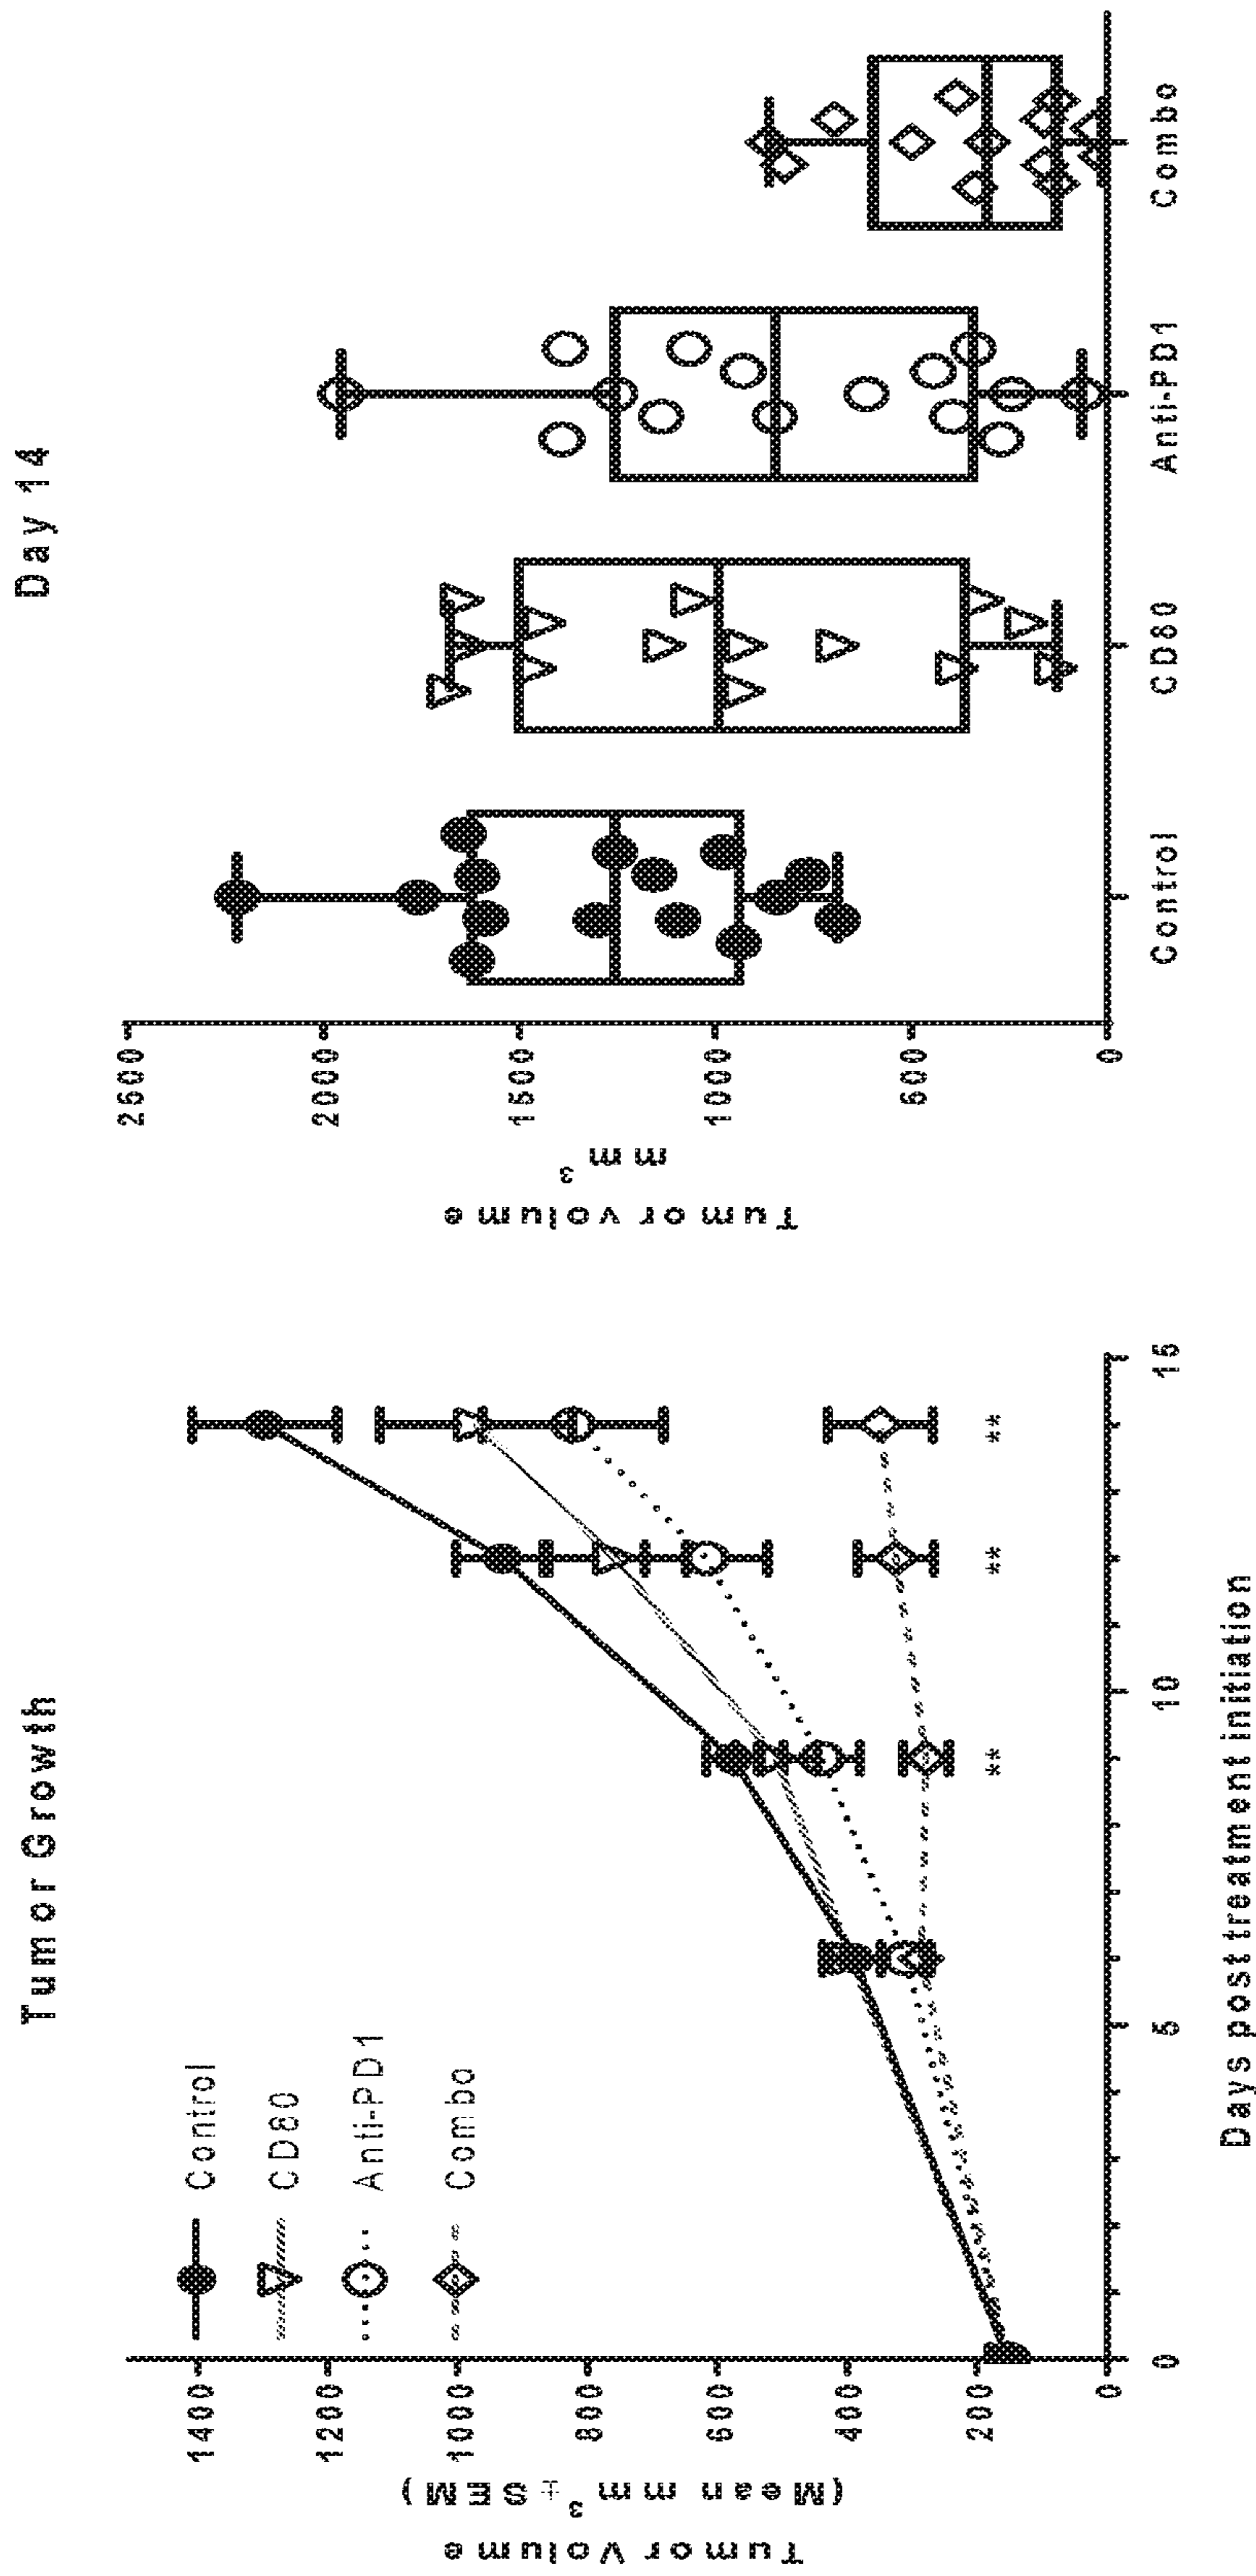 Tumor Growth
Tumor Volume
(Mean mm3 ± SEM)
1400
1200
1000
800
600
400
200
0
Control
CD80
Anti-PD1
Combo
**
**
**
0
5
10
15
Days post treatment initiation
Day 14
Tumor volume
mm3
2500
2000
1500
1000
500
0
Control
CD80
Anti-PD1
Combo